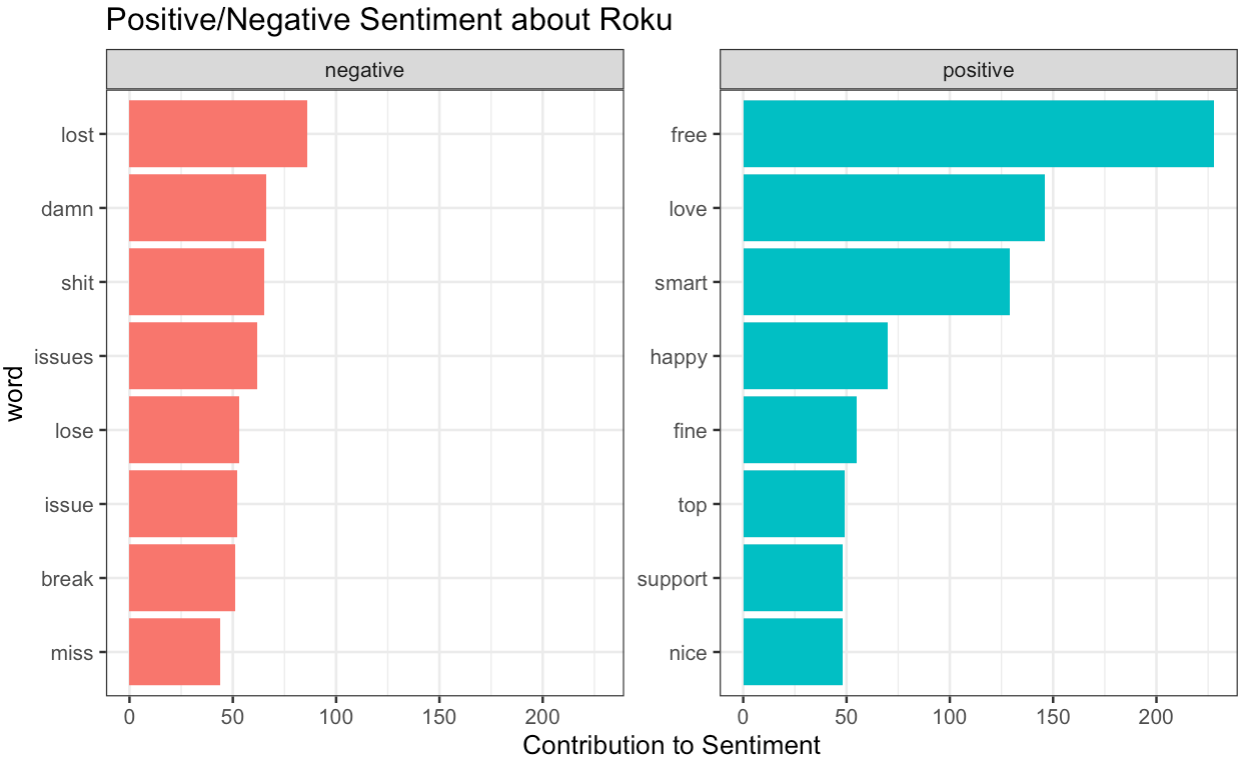 Positive/Negative Sentiment about Roku
negative
positive
word
lost
damn
shit
issues
lose
issue
break
miss
0 50 100 150 200
free
love
smart
happy
fine
top
support
nice
0 50 100 150 200
Contribution to Sentiment